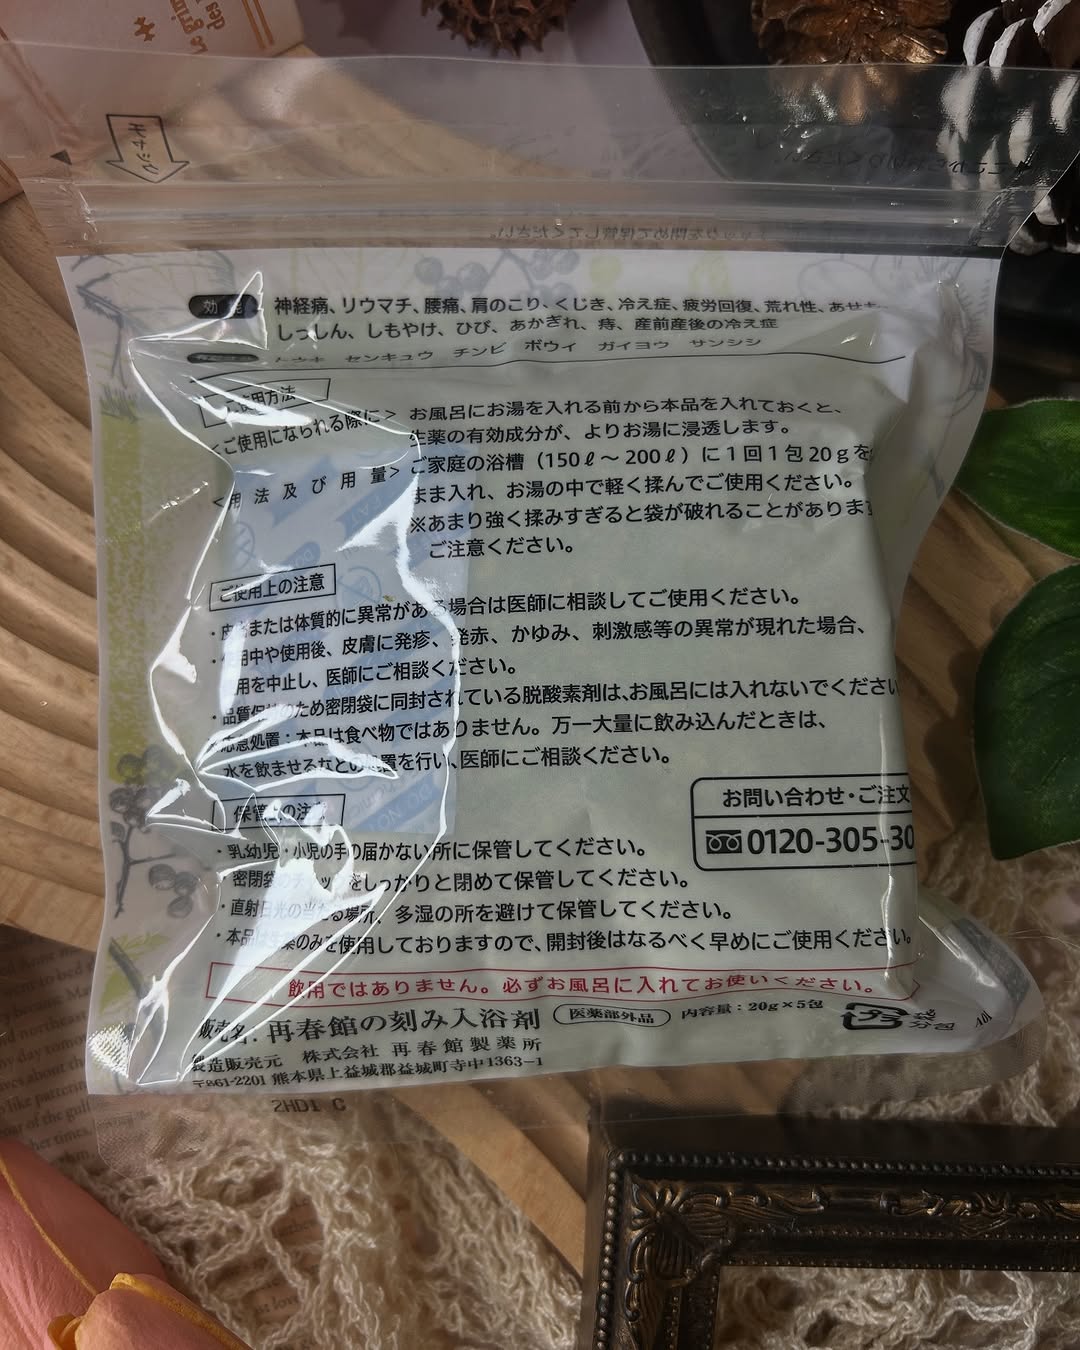 効能 神経痛、リウマチ、腰痛、肩のこり、くじき、冷え症、疲労回復、荒れ性、あせも
しっしん、しもやけ、ひび、あかぎれ、痔、産前産後の冷え症
トウキ センキュウ チンピ ボウイ ガイヨウ サンシシ
ご使用方法
<ご使用になられる際に> お風呂にお湯を入れる前から本品を入れておくと、
生薬の有効成分が、よりお湯に浸透します。
<用法及び用量> ご家庭の浴槽（150ℓ～200ℓ）に1回1包20gを
まま入れ、お湯の中で軽く揉んでご使用ください。
※あまり強く揉みすぎると袋が破れることがあります
ご注意ください。
ご使用上の注意
・皮膚または体質的に異常がある場合は医師に相談してご使用ください。
・使用中や使用後、皮膚に発疹、発赤、かゆみ、刺激感等の異常が現れた場合、
使用を中止し、医師にご相談ください。
・品質保持のため密閉袋に同封されている脱酸素剤は、お風呂には入れないでください
応急処置：本品は食べ物ではありません。万一大量に飲み込んだときは、
水を飲ませるなどの処置を行い、医師にご相談ください。
お問い合わせ・ご注文
0120-305-30
保管上の注意
・乳幼児・小児の手の届かない所に保管してください。
・密閉袋のチャックをしっかりと閉めて保管してください。
・直射日光の当たる場所、多湿の所を避けて保管してください。
・本品は生薬のみを使用しておりますので、開封後はなるべく早めにご使用ください。
飲用ではありません。必ずお風呂に入れてお使いください。
販売名：再春館の刻み入浴剤 医薬部外品 内容量：20g×5包
製造販売元 株式会社 再春館製薬所
〒861-2201 熊本県上益城郡益城町寺中1363-1
分包
2HD1 C